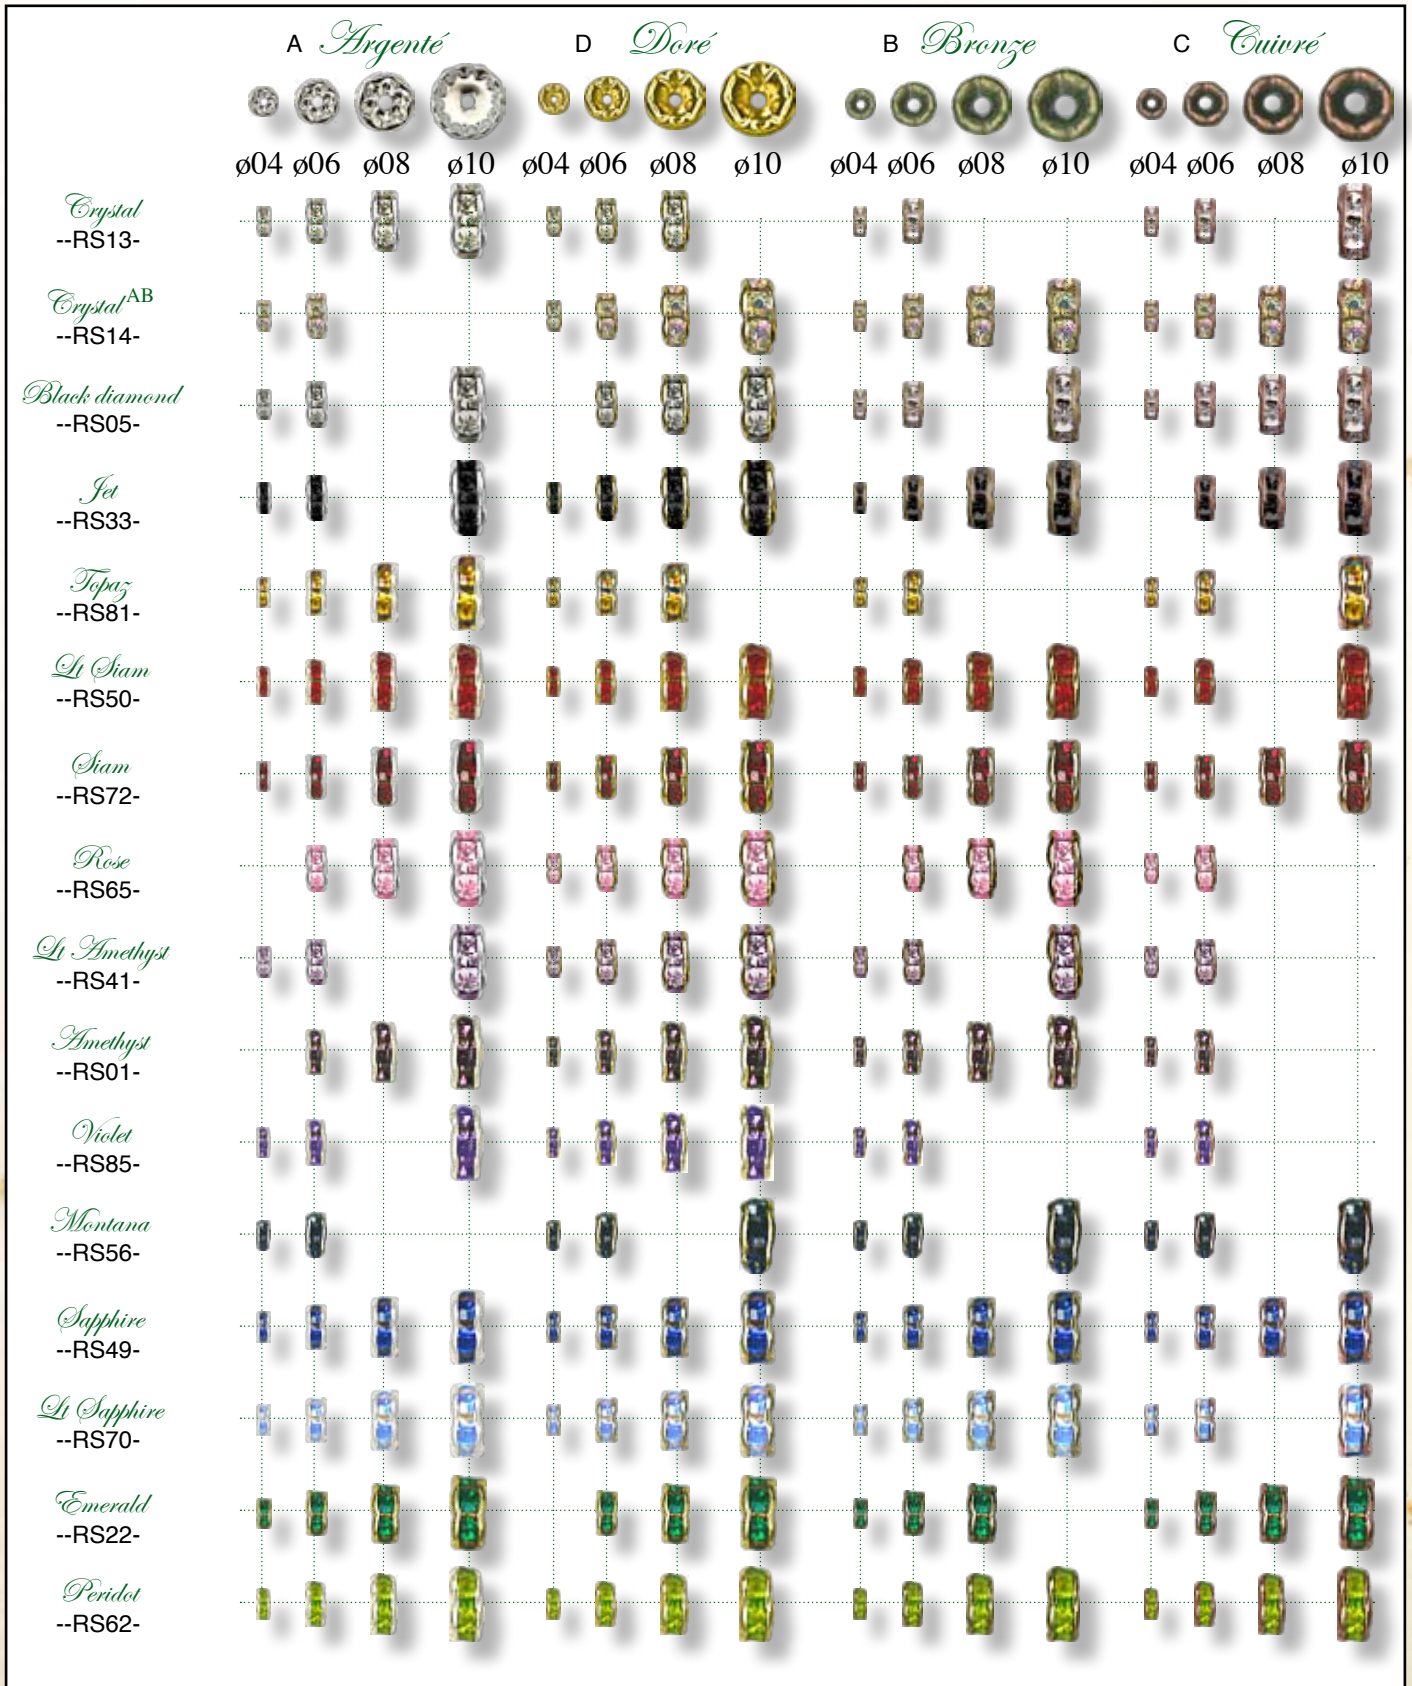 A Argenté D Doré B Bronze C Cuivré
ø04 ø06 ø08 ø10 ø04 ø06 ø08 ø10 ø04 ø06 ø08 ø10 ø04 ø06 ø08 ø10
Crystal
--RS13-
Crystal AB
--RS14-
Black diamond
--RS05-
Jet
--RS33-
Topaz
--RS81-
Lt Siam
--RS50-
Siam
--RS72-
Rose
--RS65-
Lt Amethyst
--RS41-
Amethyst
--RS01-
Violet
--RS85-
Montana
--RS56-
Sapphire
--RS49-
Lt Sapphire
--RS70-
Emerald
--RS22-
Peridot
--RS62-